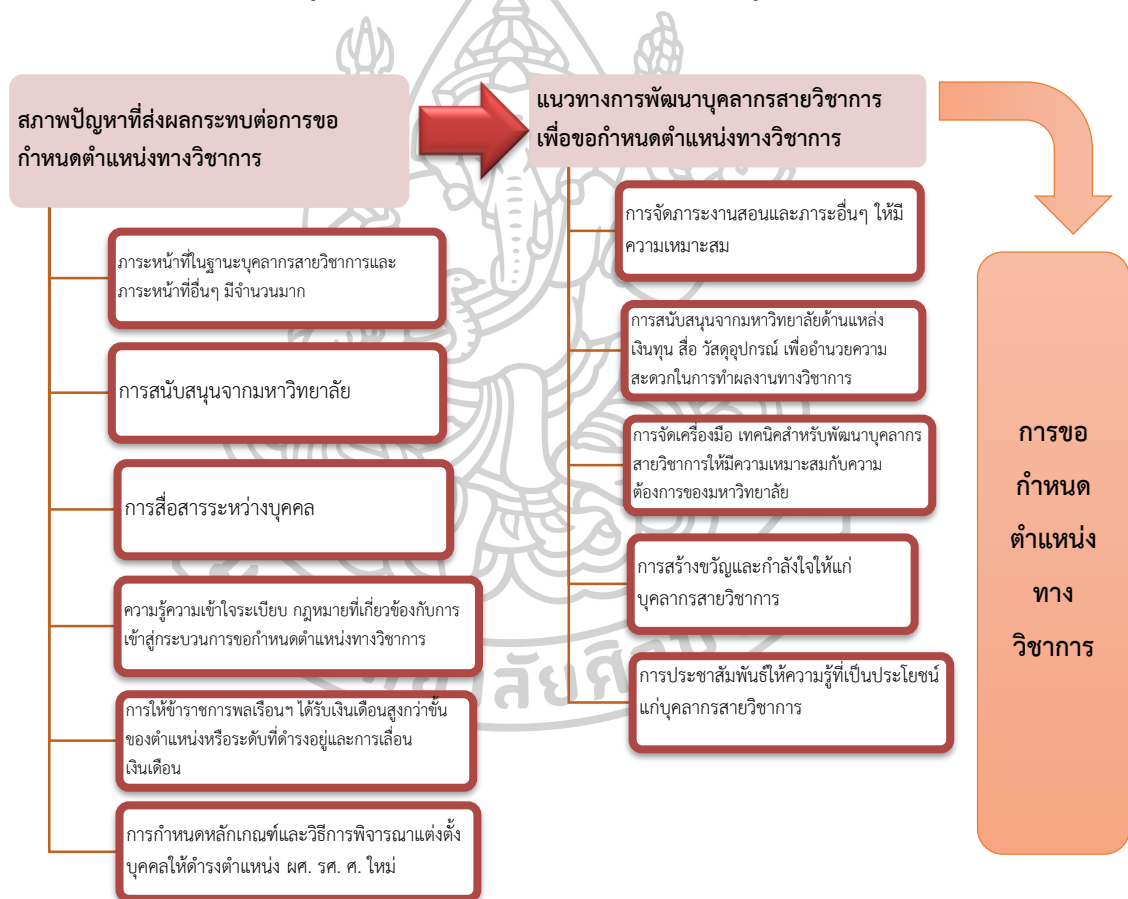 สภาพปัญหาที่ส่งผลกระทบต่อการขอ
กำหนดตำแหน่งทางวิชาการ
ภาระหน้าที่ในฐานะบุคลากรสายวิชาการและ
ภาระหน้าที่อื่นๆ มีจำนวนมาก
การสนับสนุนจากมหาวิทยาลัย
การสื่อสารระหว่างบุคคล
ความรู้ความเข้าใจระเบียบ กฎหมายที่เกี่ยวข้องกับการ
เข้าสู่กระบวนการขอกำหนดตำแหน่งทางวิชาการ
การให้ข้าราชการพลเรือนฯ ได้รับเงินเดือนสูงกว่าขั้น
ของตำแหน่งหรือระดับที่ดำรงอยู่และการเลื่อน
เงินเดือน
การกำหนดหลักเกณฑ์และวิธีการพิจารณาแต่งตั้ง
บุคคลให้ดำรงตำแหน่ง ผศ. รศ. ศ. ใหม่
แนวทางการพัฒนาบุคลากรสายวิชาการ
เพื่อขอกำหนดตำแหน่งทางวิชาการ
การจัดภาระงานสอนและภาระอื่นๆ ให้มี
ความเหมาะสม
การสนับสนุนจากมหาวิทยาลัยด้านแหล่ง
เงินทุน สื่อ วัสดุอุปกรณ์ เพื่ออำนวยความ
สะดวกในการทำผลงานทางวิชาการ
การจัดเครื่องมือ เทคนิคสำหรับพัฒนาบุคลากร
สายวิชาการให้มีความเหมาะสมกับความ
ต้องการของมหาวิทยาลัย
การสร้างขวัญและกำลังใจให้แก่
บุคลากรสายวิชาการ
การประชาสัมพันธ์ให้ความรู้ที่เป็นประโยชน์
แก่บุคลากรสายวิชาการ
การขอ
กำหนด
ตำแหน่ง
ทาง
วิชาการ